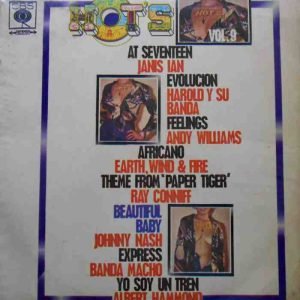 CBS
HOT'S
VOL. 9
AT SEVENTEEN
JANIS IAN
EVOLUCION
HAROLD Y SU
BANDA
FEELINGS
ANDY WILLIAMS
AFRICANO
EARTH, WIND & FIRE
THEME FROM "PAPER TIGER"
RAY CONNIFF
BEAUTIFUL
BABY
JOHNNY NASH
EXPRESS
BANDA MACHO
YO SOY UN TREN
ALBERT HAMMOND